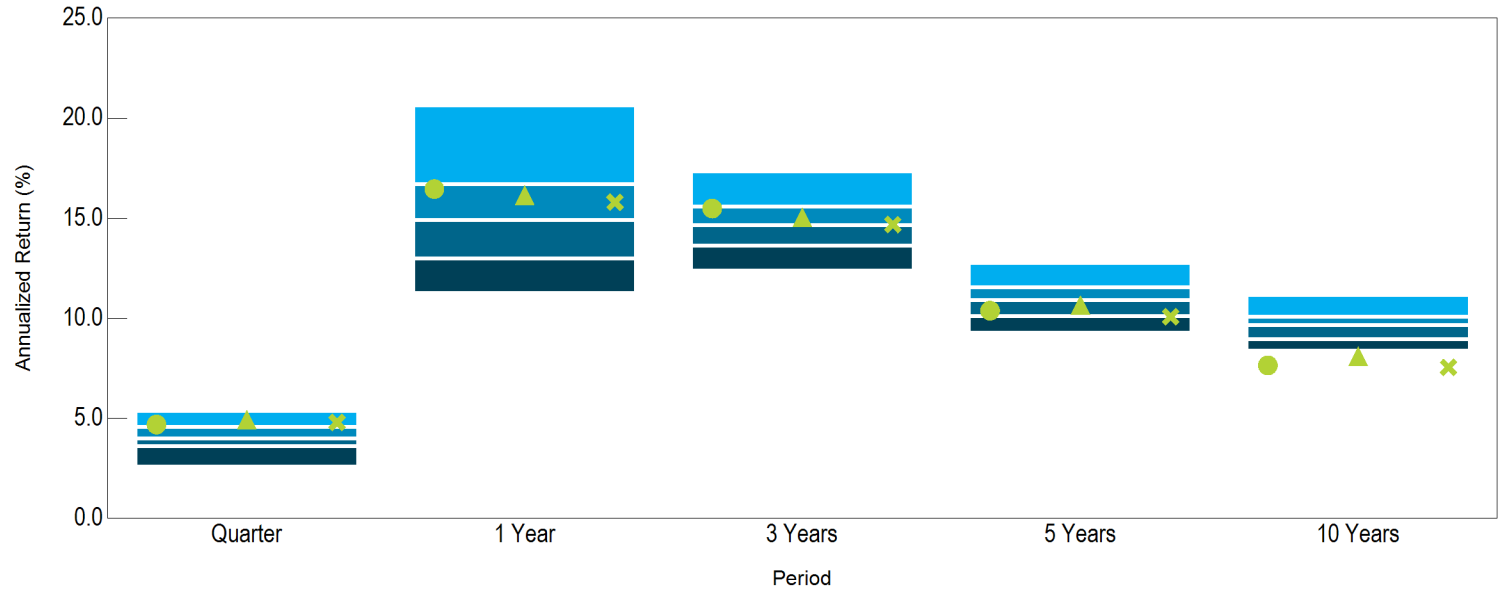 25.0
20.0
15.0
10.0
5.0
0.0
Annualized Return (%)
Quarter
1 Year
3 Years
5 Years
10 Years
Period